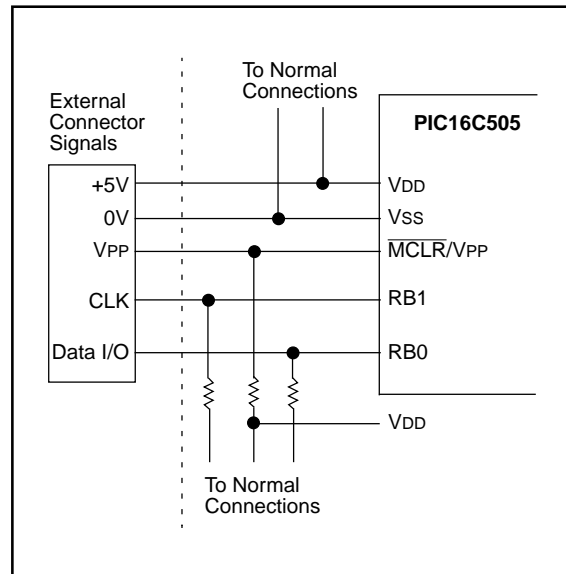 To Normal
Connections
External
Connector
Signals
PIC16C505
+5V
VDD
0V
VSS
VPP
MCLR/VPP
CLK
RB1
Data I/O
RB0
VDD
To Normal
Connections